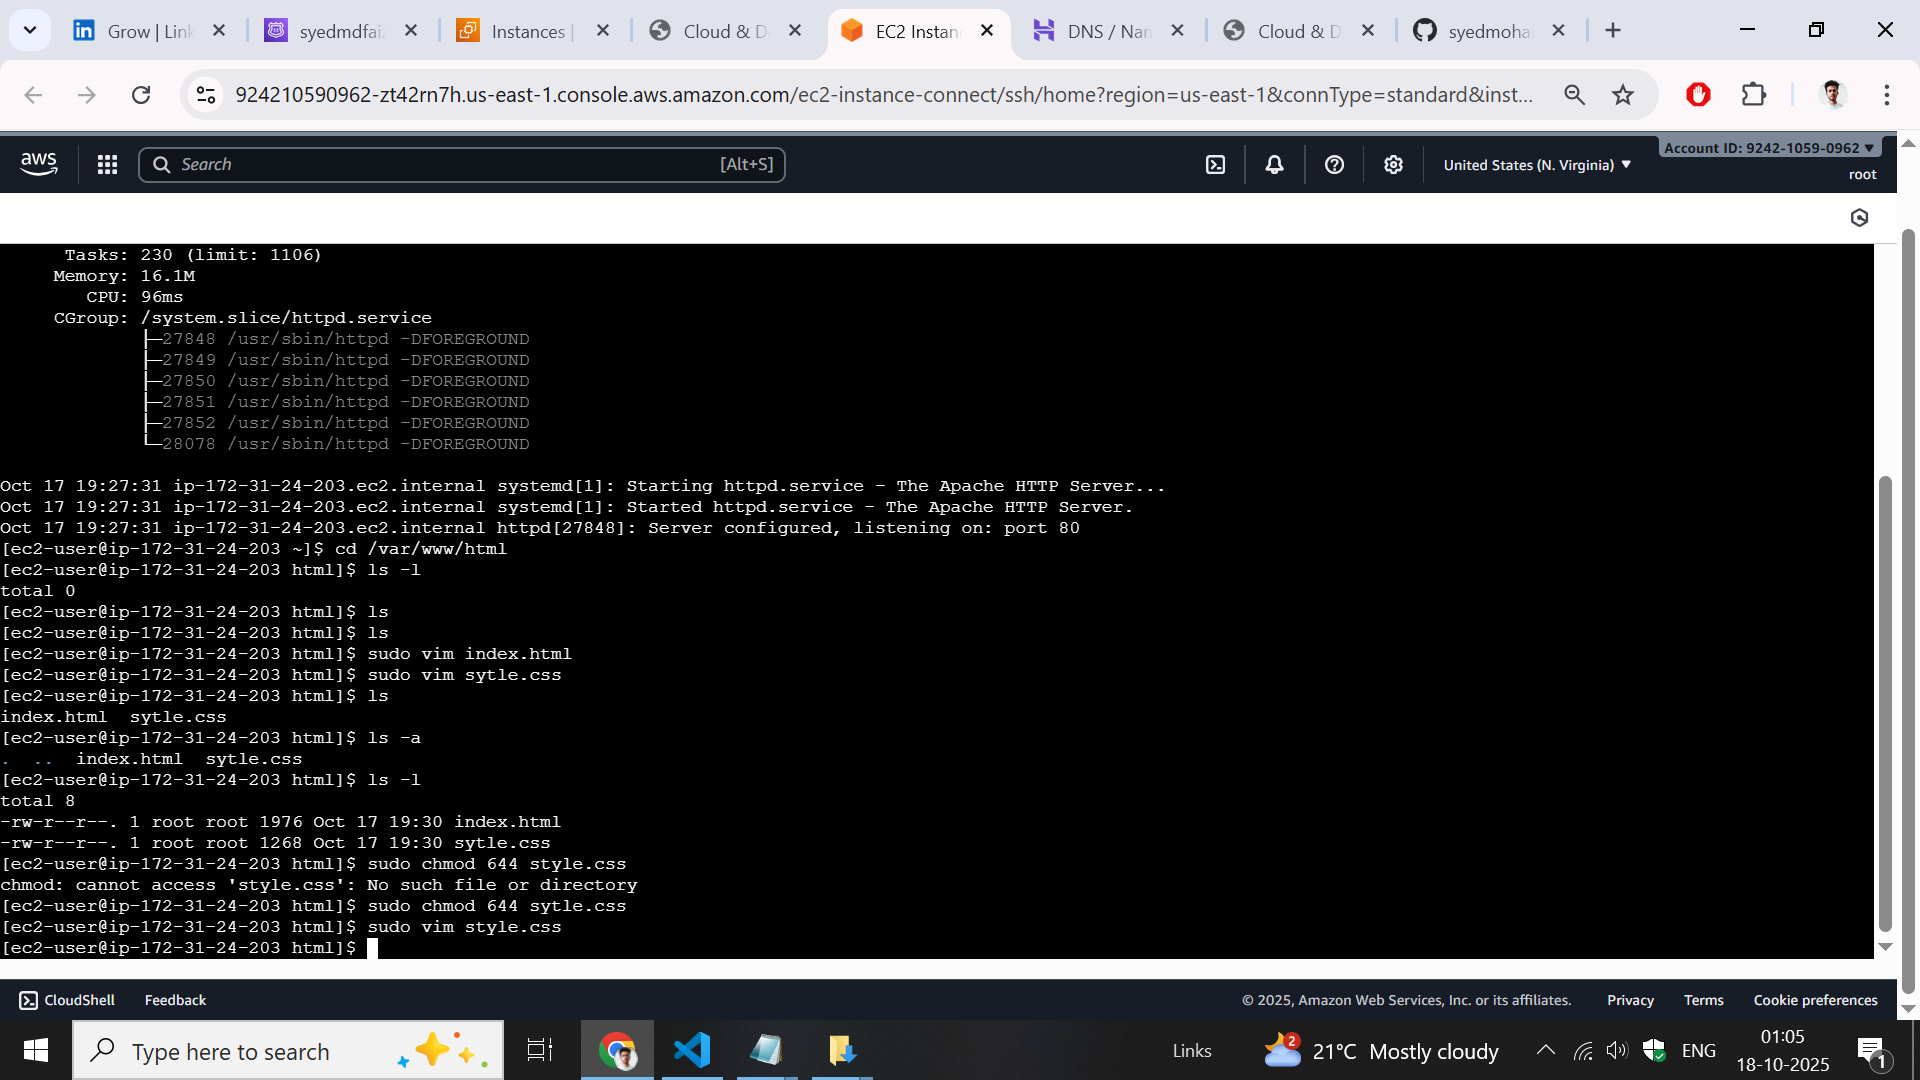 Grow | Link
syedmdfaiz
Instances |
Cloud & D
EC2 Instan
DNS / Nam
Cloud & D
syedmoha
924210590962-zt42rn7h.us-east-1.console.aws.amazon.com/ec2-instance-connect/ssh/home?region=us-east-1&connType=standard&inst...
aws
Search
[Alt+S]
United States (N. Virginia)
Account ID: 9242-1059-0962
root
Tasks: 230 (limit: 1106)
Memory: 16.1M
CPU: 96ms
CGroup: /system.slice/httpd.service
├─27848 /usr/sbin/httpd -DFOREGROUND
├─27849 /usr/sbin/httpd -DFOREGROUND
├─27850 /usr/sbin/httpd -DFOREGROUND
├─27851 /usr/sbin/httpd -DFOREGROUND
├─27852 /usr/sbin/httpd -DFOREGROUND
└─28078 /usr/sbin/httpd -DFOREGROUND
Oct 17 19:27:31 ip-172-31-24-203.ec2.internal systemd[1]: Starting httpd.service - The Apache HTTP Server...
Oct 17 19:27:31 ip-172-31-24-203.ec2.internal systemd[1]: Started httpd.service - The Apache HTTP Server.
Oct 17 19:27:31 ip-172-31-24-203.ec2.internal httpd[27848]: Server configured, listening on: port 80
[ec2-user@ip-172-31-24-203 ~]$ cd /var/www/html
[ec2-user@ip-172-31-24-203 html]$ ls -l
total 0
[ec2-user@ip-172-31-24-203 html]$ ls
[ec2-user@ip-172-31-24-203 html]$ ls
[ec2-user@ip-172-31-24-203 html]$ sudo vim index.html
[ec2-user@ip-172-31-24-203 html]$ sudo vim sytle.css
[ec2-user@ip-172-31-24-203 html]$ ls
index.html  sytle.css
[ec2-user@ip-172-31-24-203 html]$ ls -a
.  ..  index.html  sytle.css
[ec2-user@ip-172-31-24-203 html]$ ls -l
total 8
-rw-r--r--. 1 root root 1976 Oct 17 19:30 index.html
-rw-r--r--. 1 root root 1268 Oct 17 19:30 sytle.css
[ec2-user@ip-172-31-24-203 html]$ sudo chmod 644 style.css
chmod: cannot access 'style.css': No such file or directory
[ec2-user@ip-172-31-24-203 html]$ sudo chmod 644 sytle.css
[ec2-user@ip-172-31-24-203 html]$ sudo vim style.css
[ec2-user@ip-172-31-24-203 html]$
CloudShell
Feedback
© 2025, Amazon Web Services, Inc. or its affiliates.
Privacy
Terms
Cookie preferences
Type here to search
Links
2
21°C Mostly cloudy
ENG
01:05
18-10-2025
1